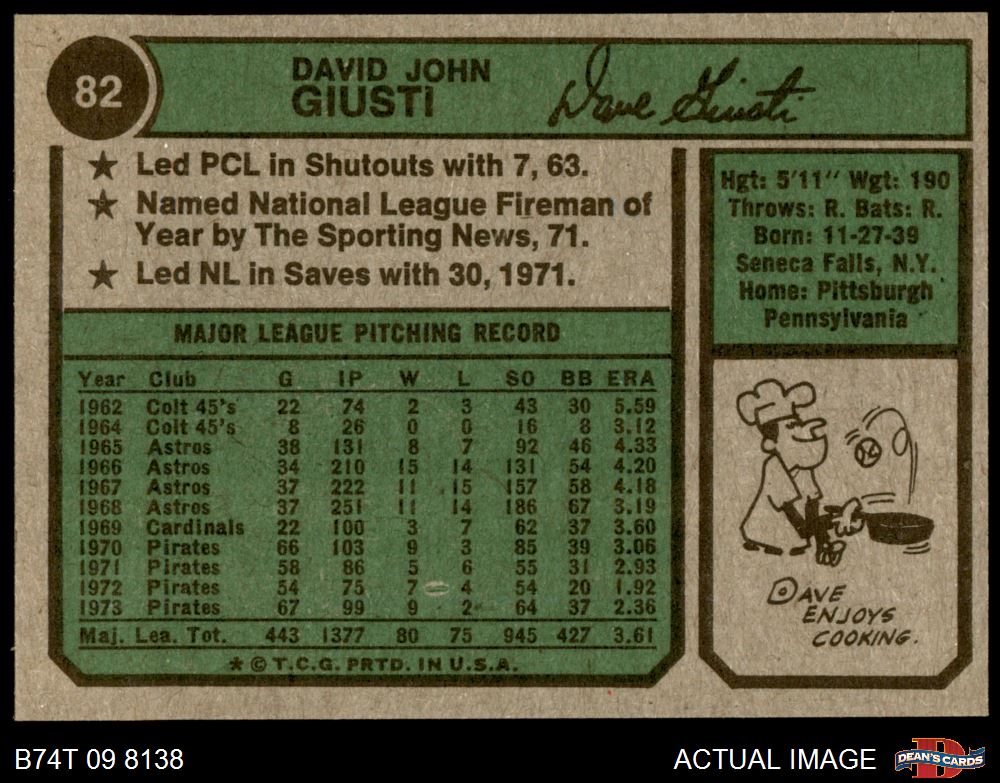 82
DAVID JOHN
GIUSTI
Dave Giusti
★ Led PCL in Shutouts with 7, 63.
★ Named National League Fireman of
Year by The Sporting News, 71.
★ Led NL in Saves with 30, 1971.
Hgt: 5'11" Wgt: 190
Throws: R. Bats: R.
Born: 11-27-39
Seneca Falls, N.Y.
Home: Pittsburgh
Pennsylvania
MAJOR LEAGUE PITCHING RECORD
Year Club G IP W L SO BB ERA
1962 Colt 45's 22 74 2 3 43 30 5.59
1964 Colt 45's 8 26 0 0 16 8 3.12
1965 Astros 38 131 8 7 92 46 4.33
1966 Astros 34 210 15 14 131 54 4.20
1967 Astros 37 222 11 15 157 58 4.18
1968 Astros 37 251 11 14 186 67 3.19
1969 Cardinals 22 100 3 7 62 37 3.60
1970 Pirates 66 103 9 3 85 39 3.06
1971 Pirates 58 86 5 6 55 31 2.93
1972 Pirates 54 75 7 4 54 20 1.92
1973 Pirates 67 99 9 2 64 37 2.36
Maj. Lea. Tot. 443 1377 80 75 945 427 3.61
★ © T.C.G. PRTD. IN U.S.A.
DAVE
ENJOYS
COOKING.
B74T 09 8138
ACTUAL IMAGE
D
DEAN'S CARDS